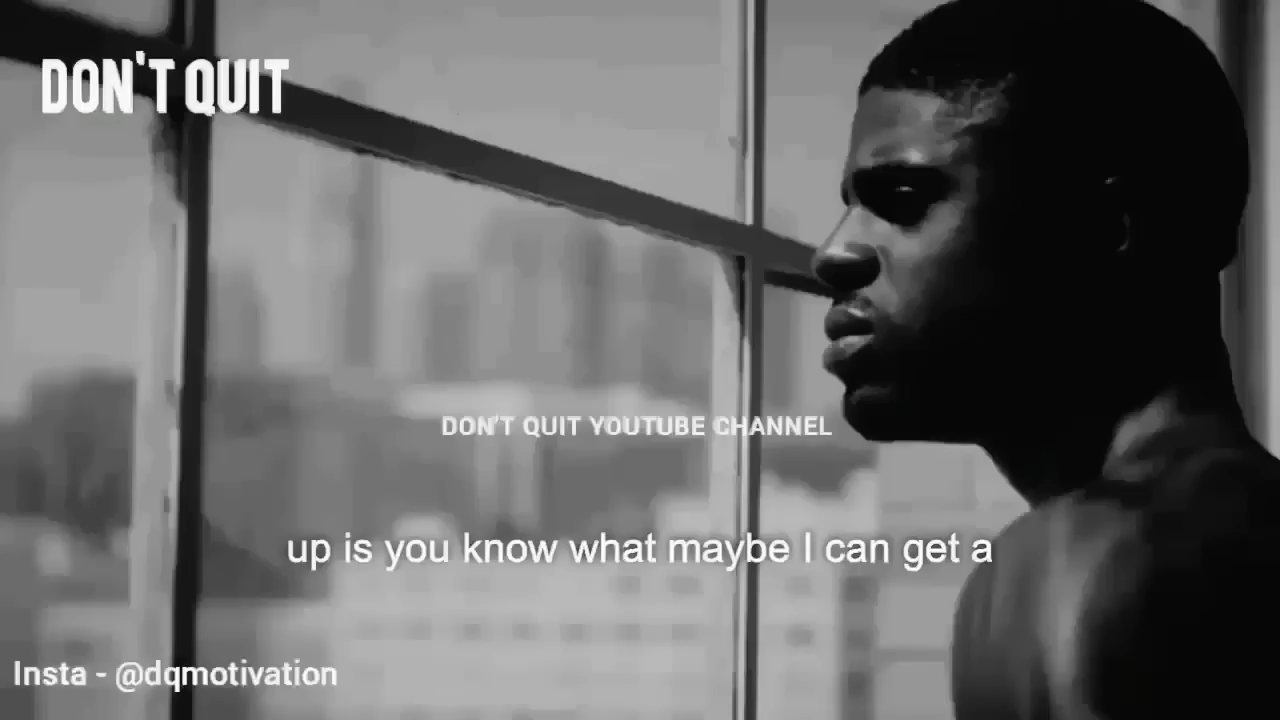 DON'T QUIT
DON'T QUIT YOUTUBE CHANNEL
up is you know what maybe I can get a
Insta - @dqmotivation